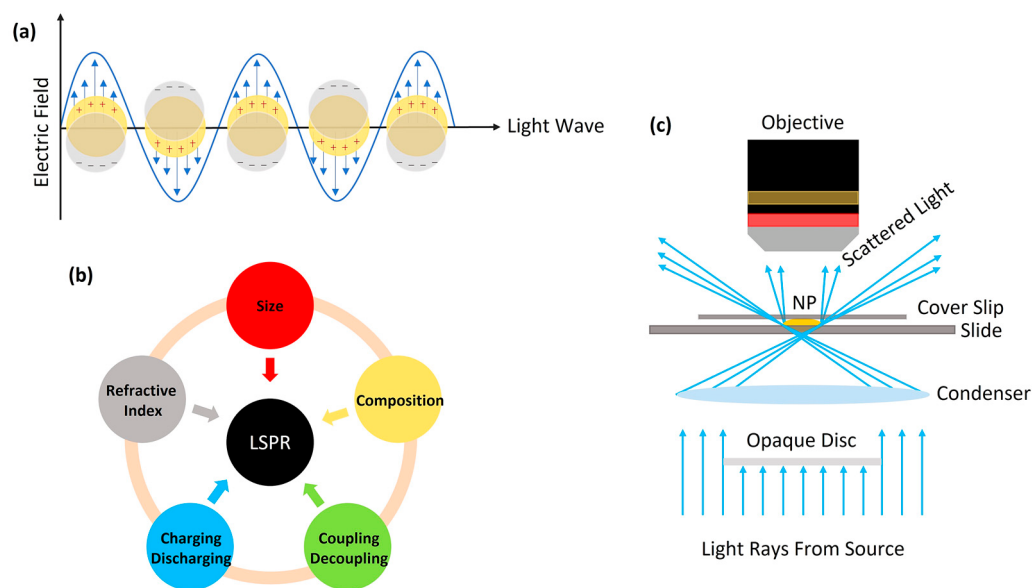 (a)
Electric Field
Light Wave
(b)
Size
Refractive
Index
Composition
LSPR
Charging
Discharging
Coupling
Decoupling
(c)
Objective
Scattered Light
NP
Cover Slip
Slide
Condenser
Opaque Disc
Light Rays From Source